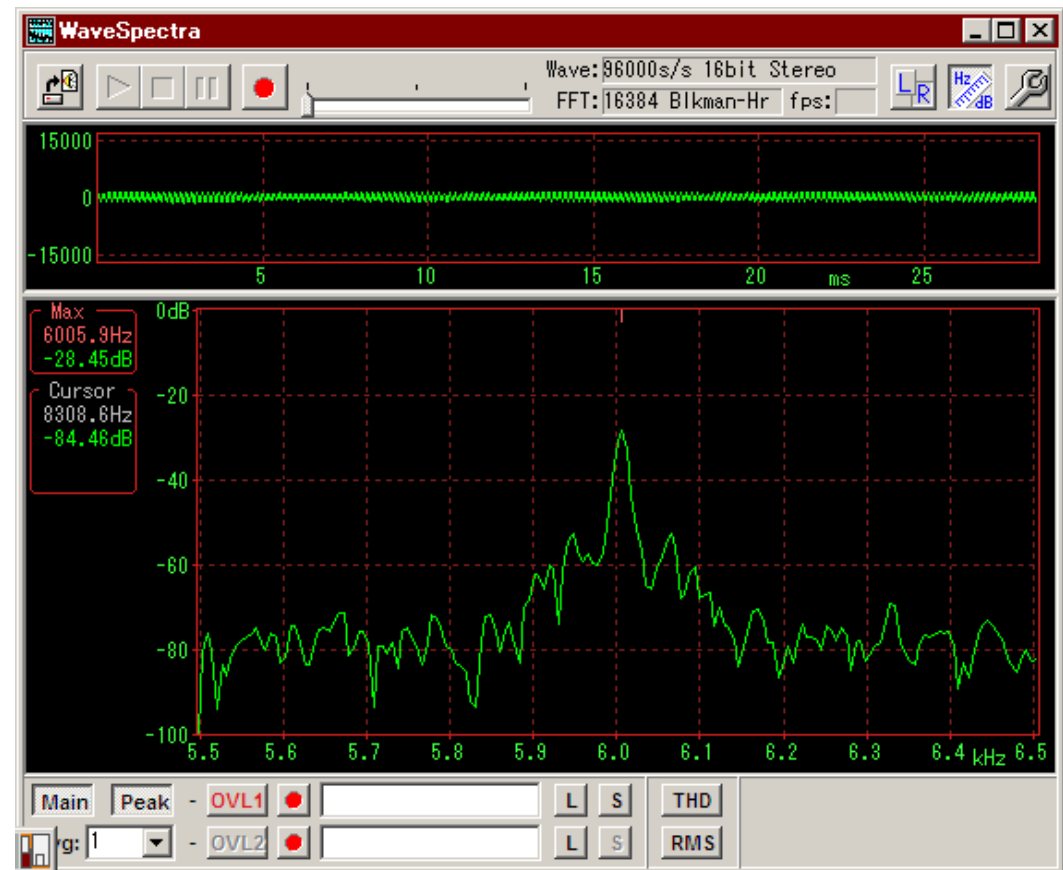 WaveSpectra
Wave: 96000s/s 16bit Stereo
FFT: 16384 Blkman-Hr fps:
L R
Hz dB
15000
0
-15000
5 10 15 20 ms 25
Max
6005.9Hz
-28.45dB
Cursor
8308.6Hz
-84.46dB
0dB
-20
-40
-60
-80
-100
5.5 5.6 5.7 5.8 5.9 6.0 6.1 6.2 6.3 6.4 kHz 6.5
Main Peak - OVL1 L S THD
vg: 1 - OVL2 L S RMS